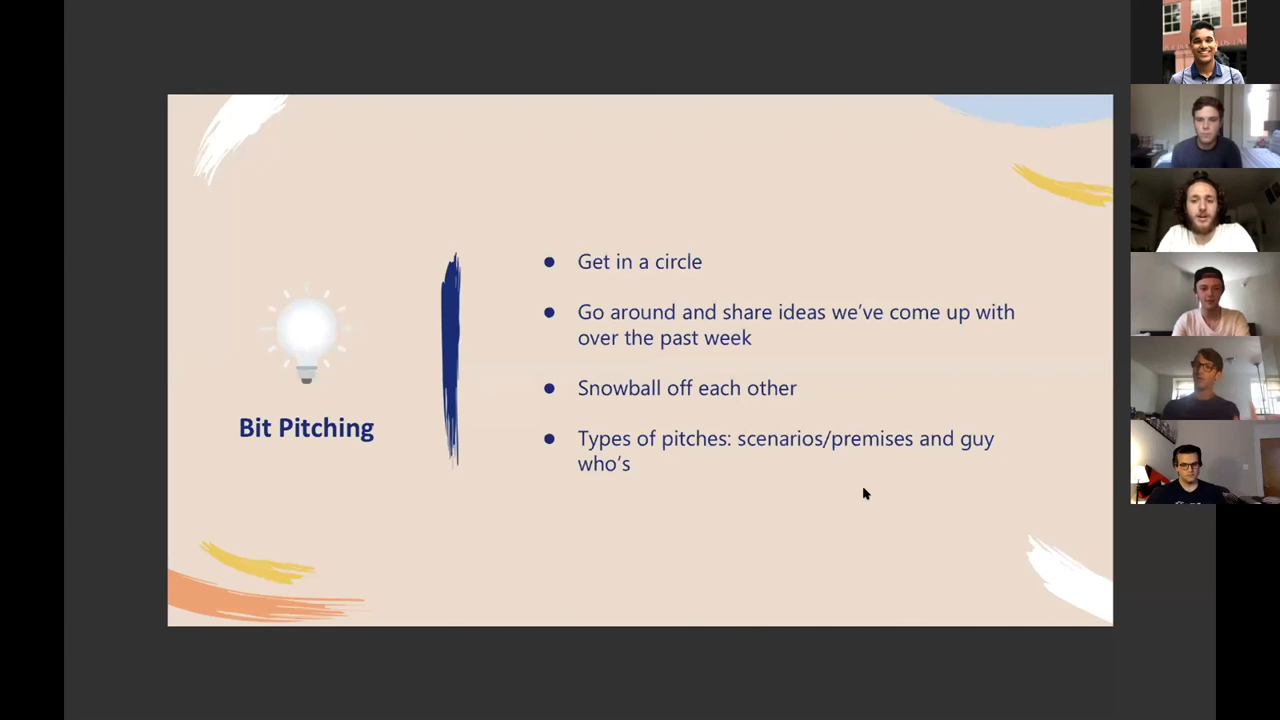 Bit Pitching
● Get in a circle
● Go around and share ideas we've come up with
over the past week
● Snowball off each other
● Types of pitches: scenarios/premises and guy
who's